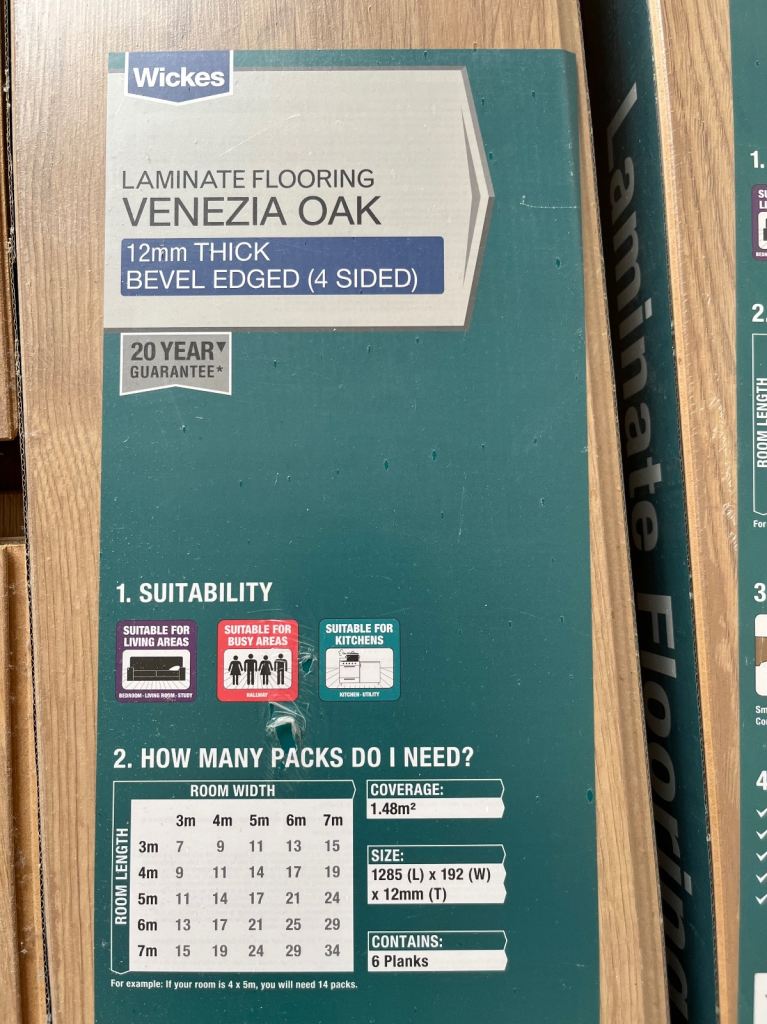 Wickes
LAMINATE FLOORING
VENEZIA OAK
12mm THICK
BEVEL EDGED (4 SIDED)
20 YEAR▼
GUARANTEE*
1. SUITABILITY
SUITABLE FOR
LIVING AREAS
BEDROOM · LIVING ROOM · STUDY
SUITABLE FOR
BUSY AREAS
HALLWAY
SUITABLE FOR
KITCHENS
KITCHEN · UTILITY
2. HOW MANY PACKS DO I NEED?
ROOM WIDTH
ROOM LENGTH
3m 4m 5m 6m 7m
3m 7 9 11 13 15
4m 9 11 14 17 19
5m 11 14 17 21 24
6m 13 17 21 25 29
7m 15 19 24 29 34
COVERAGE:
1.48m²
SIZE:
1285 (L) x 192 (W)
x 12mm (T)
CONTAINS:
6 Planks
For example: If your room is 4 x 5m, you will need 14 packs.
Laminate Flooring
1.
2.
ROOM LENGTH
For
3
4